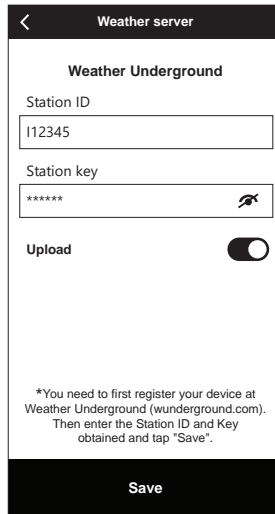 Weather server
Weather Underground
Station ID
I12345
Station key
******
Upload
*You need to first register your device at
Weather Underground (wunderground.com).
Then enter the Station ID and Key
obtained and tap "Save".
Save